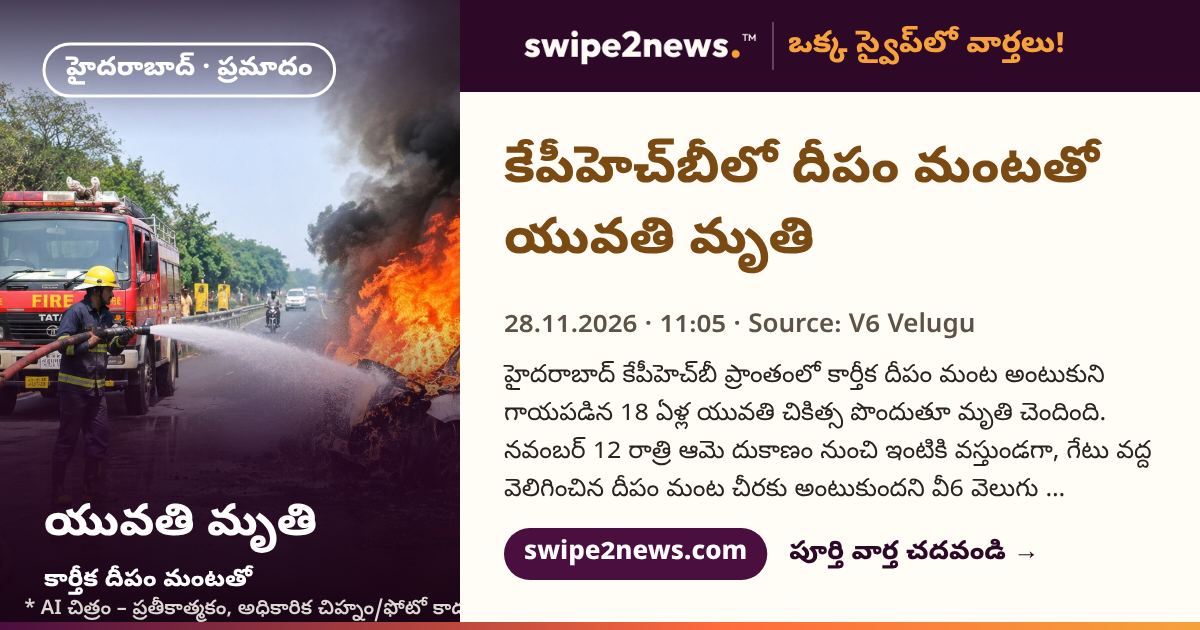 హైదరాబాద్ · ప్రమాదం
FIRE
TATA
యువతి మృతి
కార్తీక దీపం మంటతో
* AI చిత్రం – ప్రతీకాత్మకం, అధికారిక చిహ్నం/ఫోటో కాద
swipe2news.™ | ఒక్క స్వైప్‌లో వార్తలు!
కేపీహెచ్‌బీలో దీపం మంటతో
యువతి మృతి
28.11.2026 · 11:05 · Source: V6 Velugu
హైదరాబాద్ కేపీహెచ్‌బీ ప్రాంతంలో కార్తీక దీపం మంట అంటుకుని
గాయపడిన 18 ఏళ్ల యువతి చికిత్స పొందుతూ మృతి చెందింది.
నవంబర్ 12 రాత్రి ఆమె దుకాణం నుంచి ఇంటికి వస్తుండగా, గేటు వద్ద
వెలిగించిన దీపం మంట చీరకు అంటుకుందని వీ6 వెలుగు ...
swipe2news.com పూర్తి వార్త చదవండి →